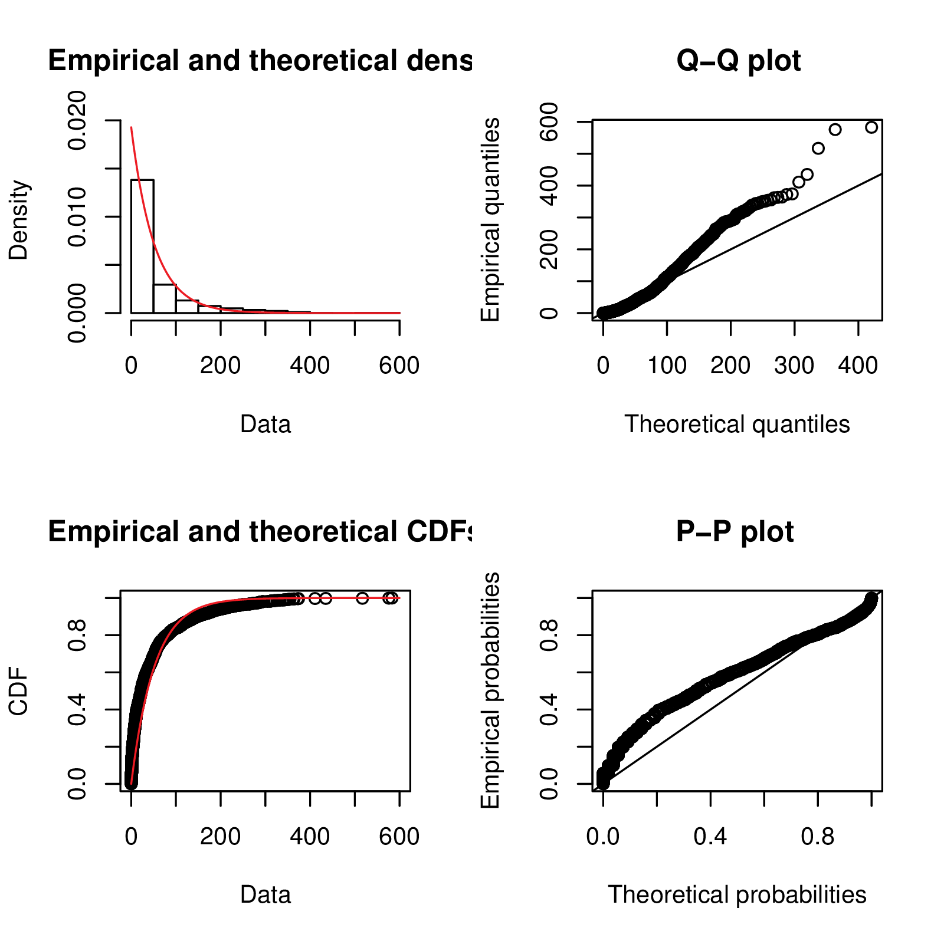 Empirical and theoretical dens
Density
0.000 0.010 0.020
0 200 400 600
Data
Q−Q plot
Empirical quantiles
0 200 400 600
0 100 200 300 400
Theoretical quantiles
Empirical and theoretical CDFs
CDF
0.0 0.4 0.8
0 200 400 600
Data
P−P plot
Empirical probabilities
0.0 0.4 0.8
0.0 0.4 0.8
Theoretical probabilities